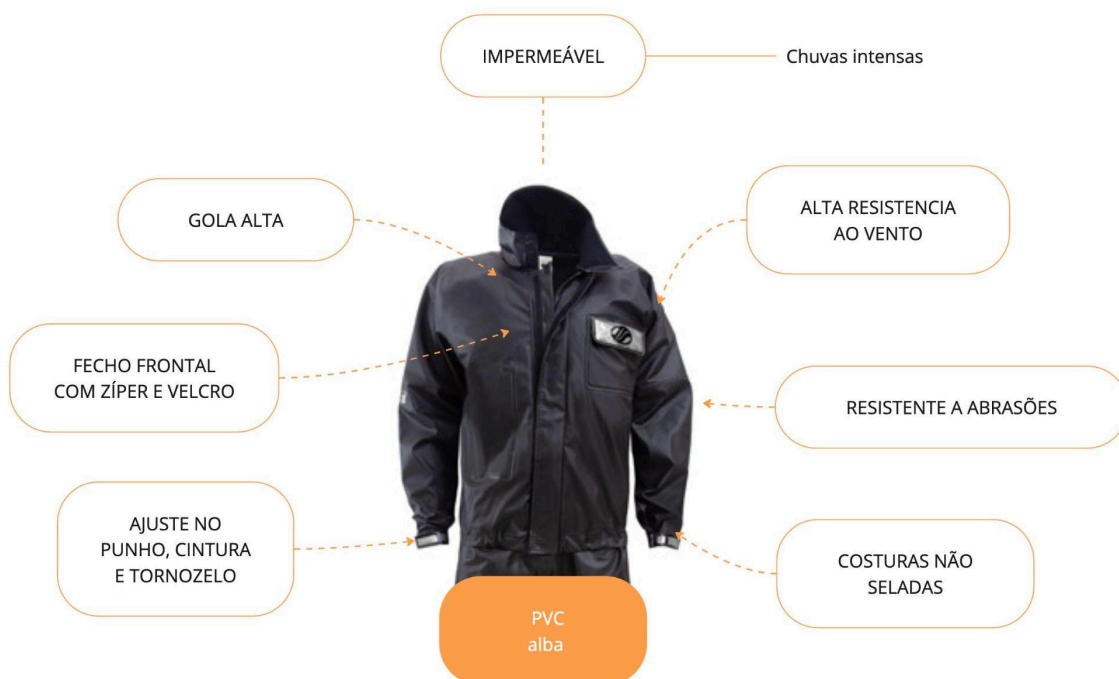 IMPERMEÁVEL
Chuvas intensas
GOLA ALTA
ALTA RESISTENCIA
AO VENTO
FECHO FRONTAL
COM ZÍPER E VELCRO
RESISTENTE A ABRASÕES
AJUSTE NO
PUNHO, CINTURA
E TORNOZELO
COSTURAS NÃO
SELADAS
PVC
alba